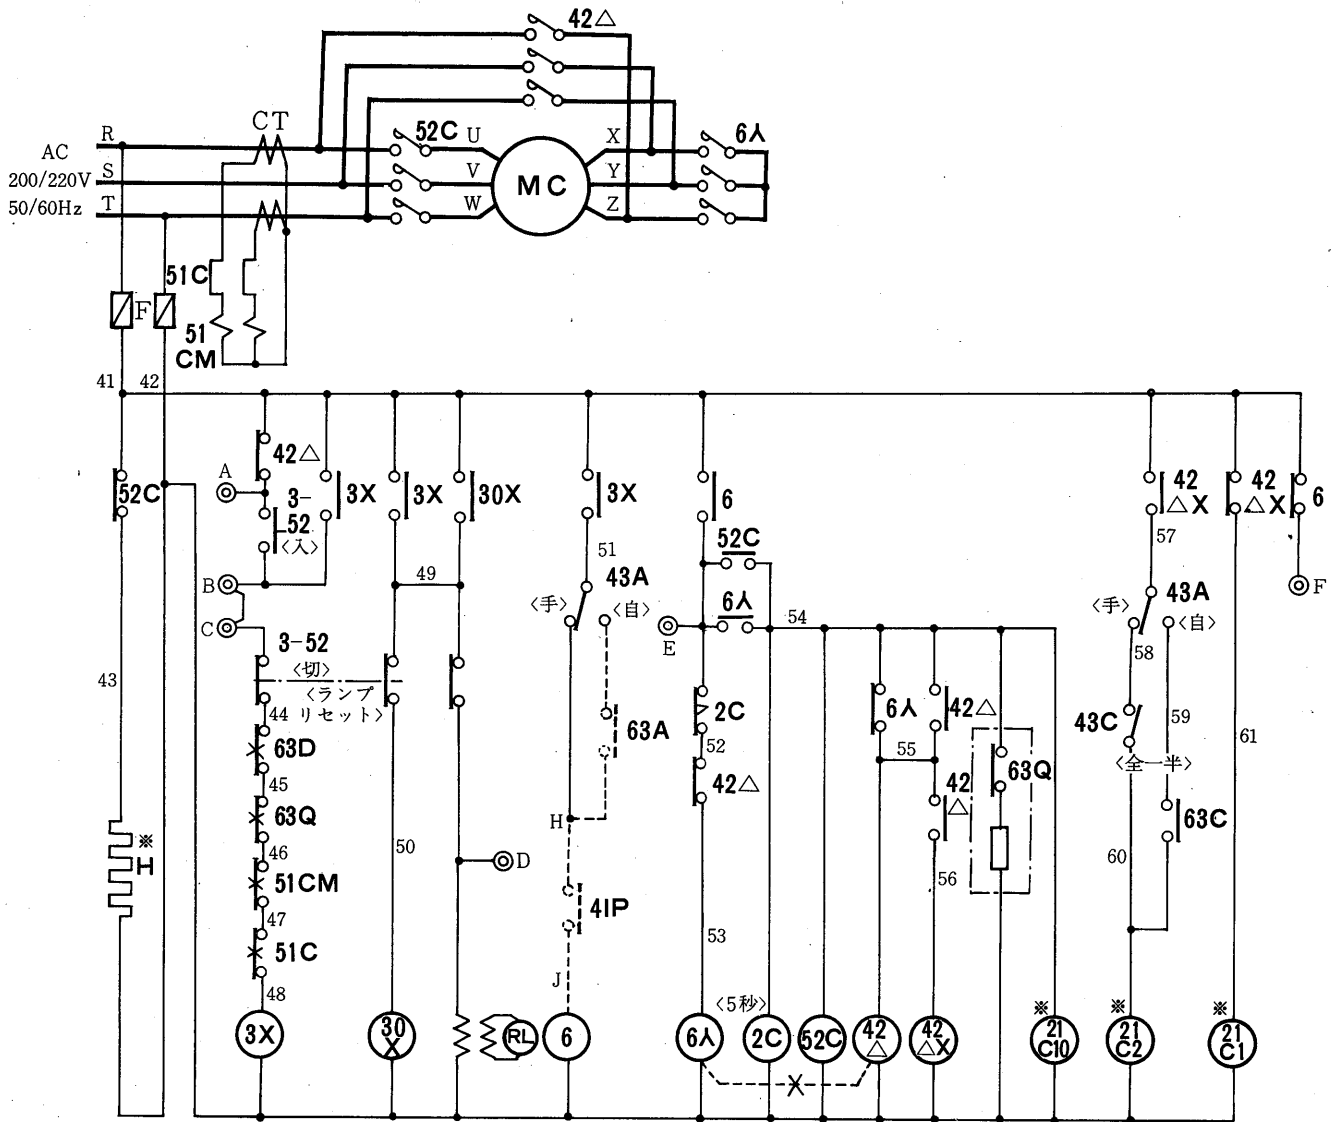 42△
CT
R
52C
U
X
6人
AC
S
V
MC
Y
200/220V
50/60Hz
T
W
Z
51C
F
51
CM
41
42
42△
A
52C
3-
52
〈入〉
3X
3X
30X
3X
6
42
△X
42
△X
6
51
52C
57
B
49
43A
〈手〉
〈自〉
6人
54
43A
〈手〉
〈自〉
F
C
E
3-52
〈切〉
〈ランプ
リセット〉
58
43
44
2C
6人
42△
43C
59
63D
63A
52
55
63Q
〈全一半〉
61
45
42△
42
△
63Q
63C
※
H
46
50
H
D
60
51CM
56
47
41P
51C
53
48
J
〈5秒〉
※
※
※
3X
30
X
RL
6
6人
2C
52C
42
△
42
△X
21
C10
21
C2
21
C1